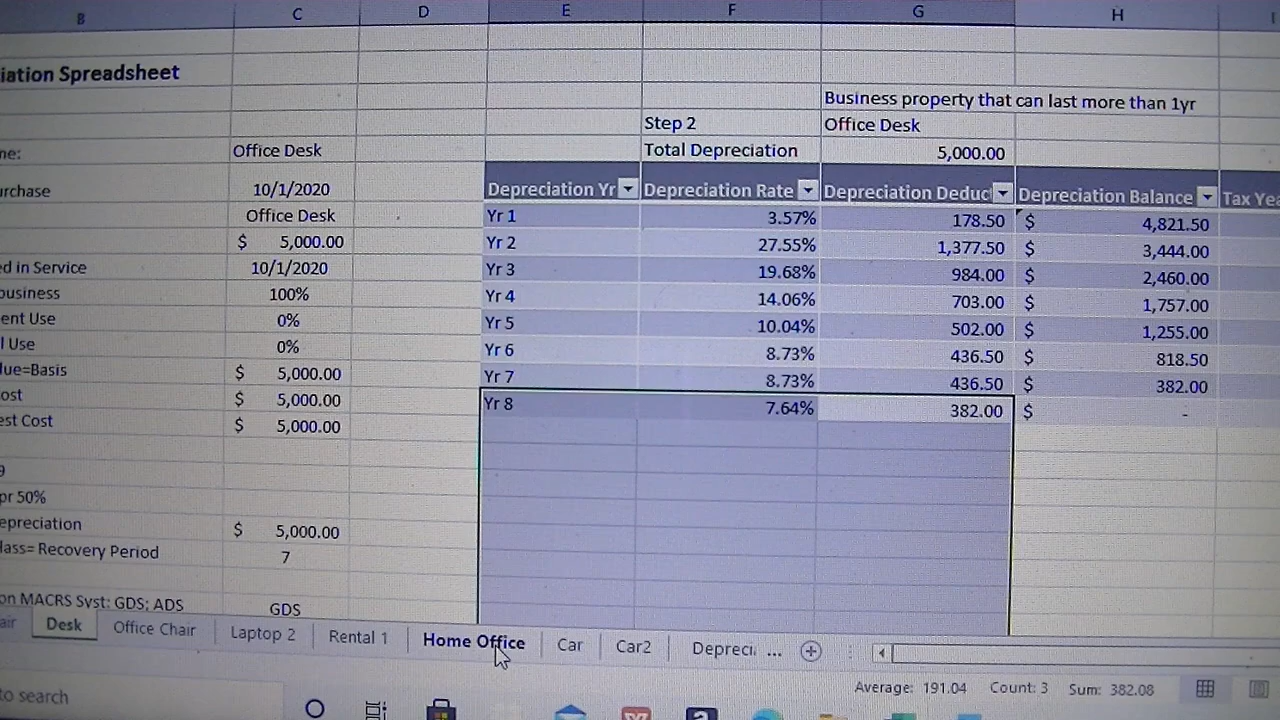 B C D E F G H
iation Spreadsheet
Business property that can last more than 1yr
Step 2 Office Desk
ne: Office Desk Total Depreciation 5,000.00
urchase 10/1/2020 Depreciation Yr Depreciation Rate Depreciation Deduc Depreciation Balance Tax Yea
Office Desk Yr 1 3.57% 178.50 $ 4,821.50
$ 5,000.00 Yr 2 27.55% 1,377.50 $ 3,444.00
ed in Service 10/1/2020 Yr 3 19.68% 984.00 $ 2,460.00
business 100% Yr 4 14.06% 703.00 $ 1,757.00
ent Use 0% Yr 5 10.04% 502.00 $ 1,255.00
l Use 0% Yr 6 8.73% 436.50 $ 818.50
lue=Basis $ 5,000.00 Yr 7 8.73% 436.50 $ 382.00
ost $ 5,000.00 Yr 8 7.64% 382.00 $ -
est Cost $ 5,000.00
9
or 50%
epreciation $ 5,000.00
lass= Recovery Period 7
on MACRS Syst: GDS; ADS GDS
air Desk Office Chair Laptop 2 Rental 1 Home Office Car Car2 Depreci ...
Average: 191.04 Count: 3 Sum: 382.08
to search